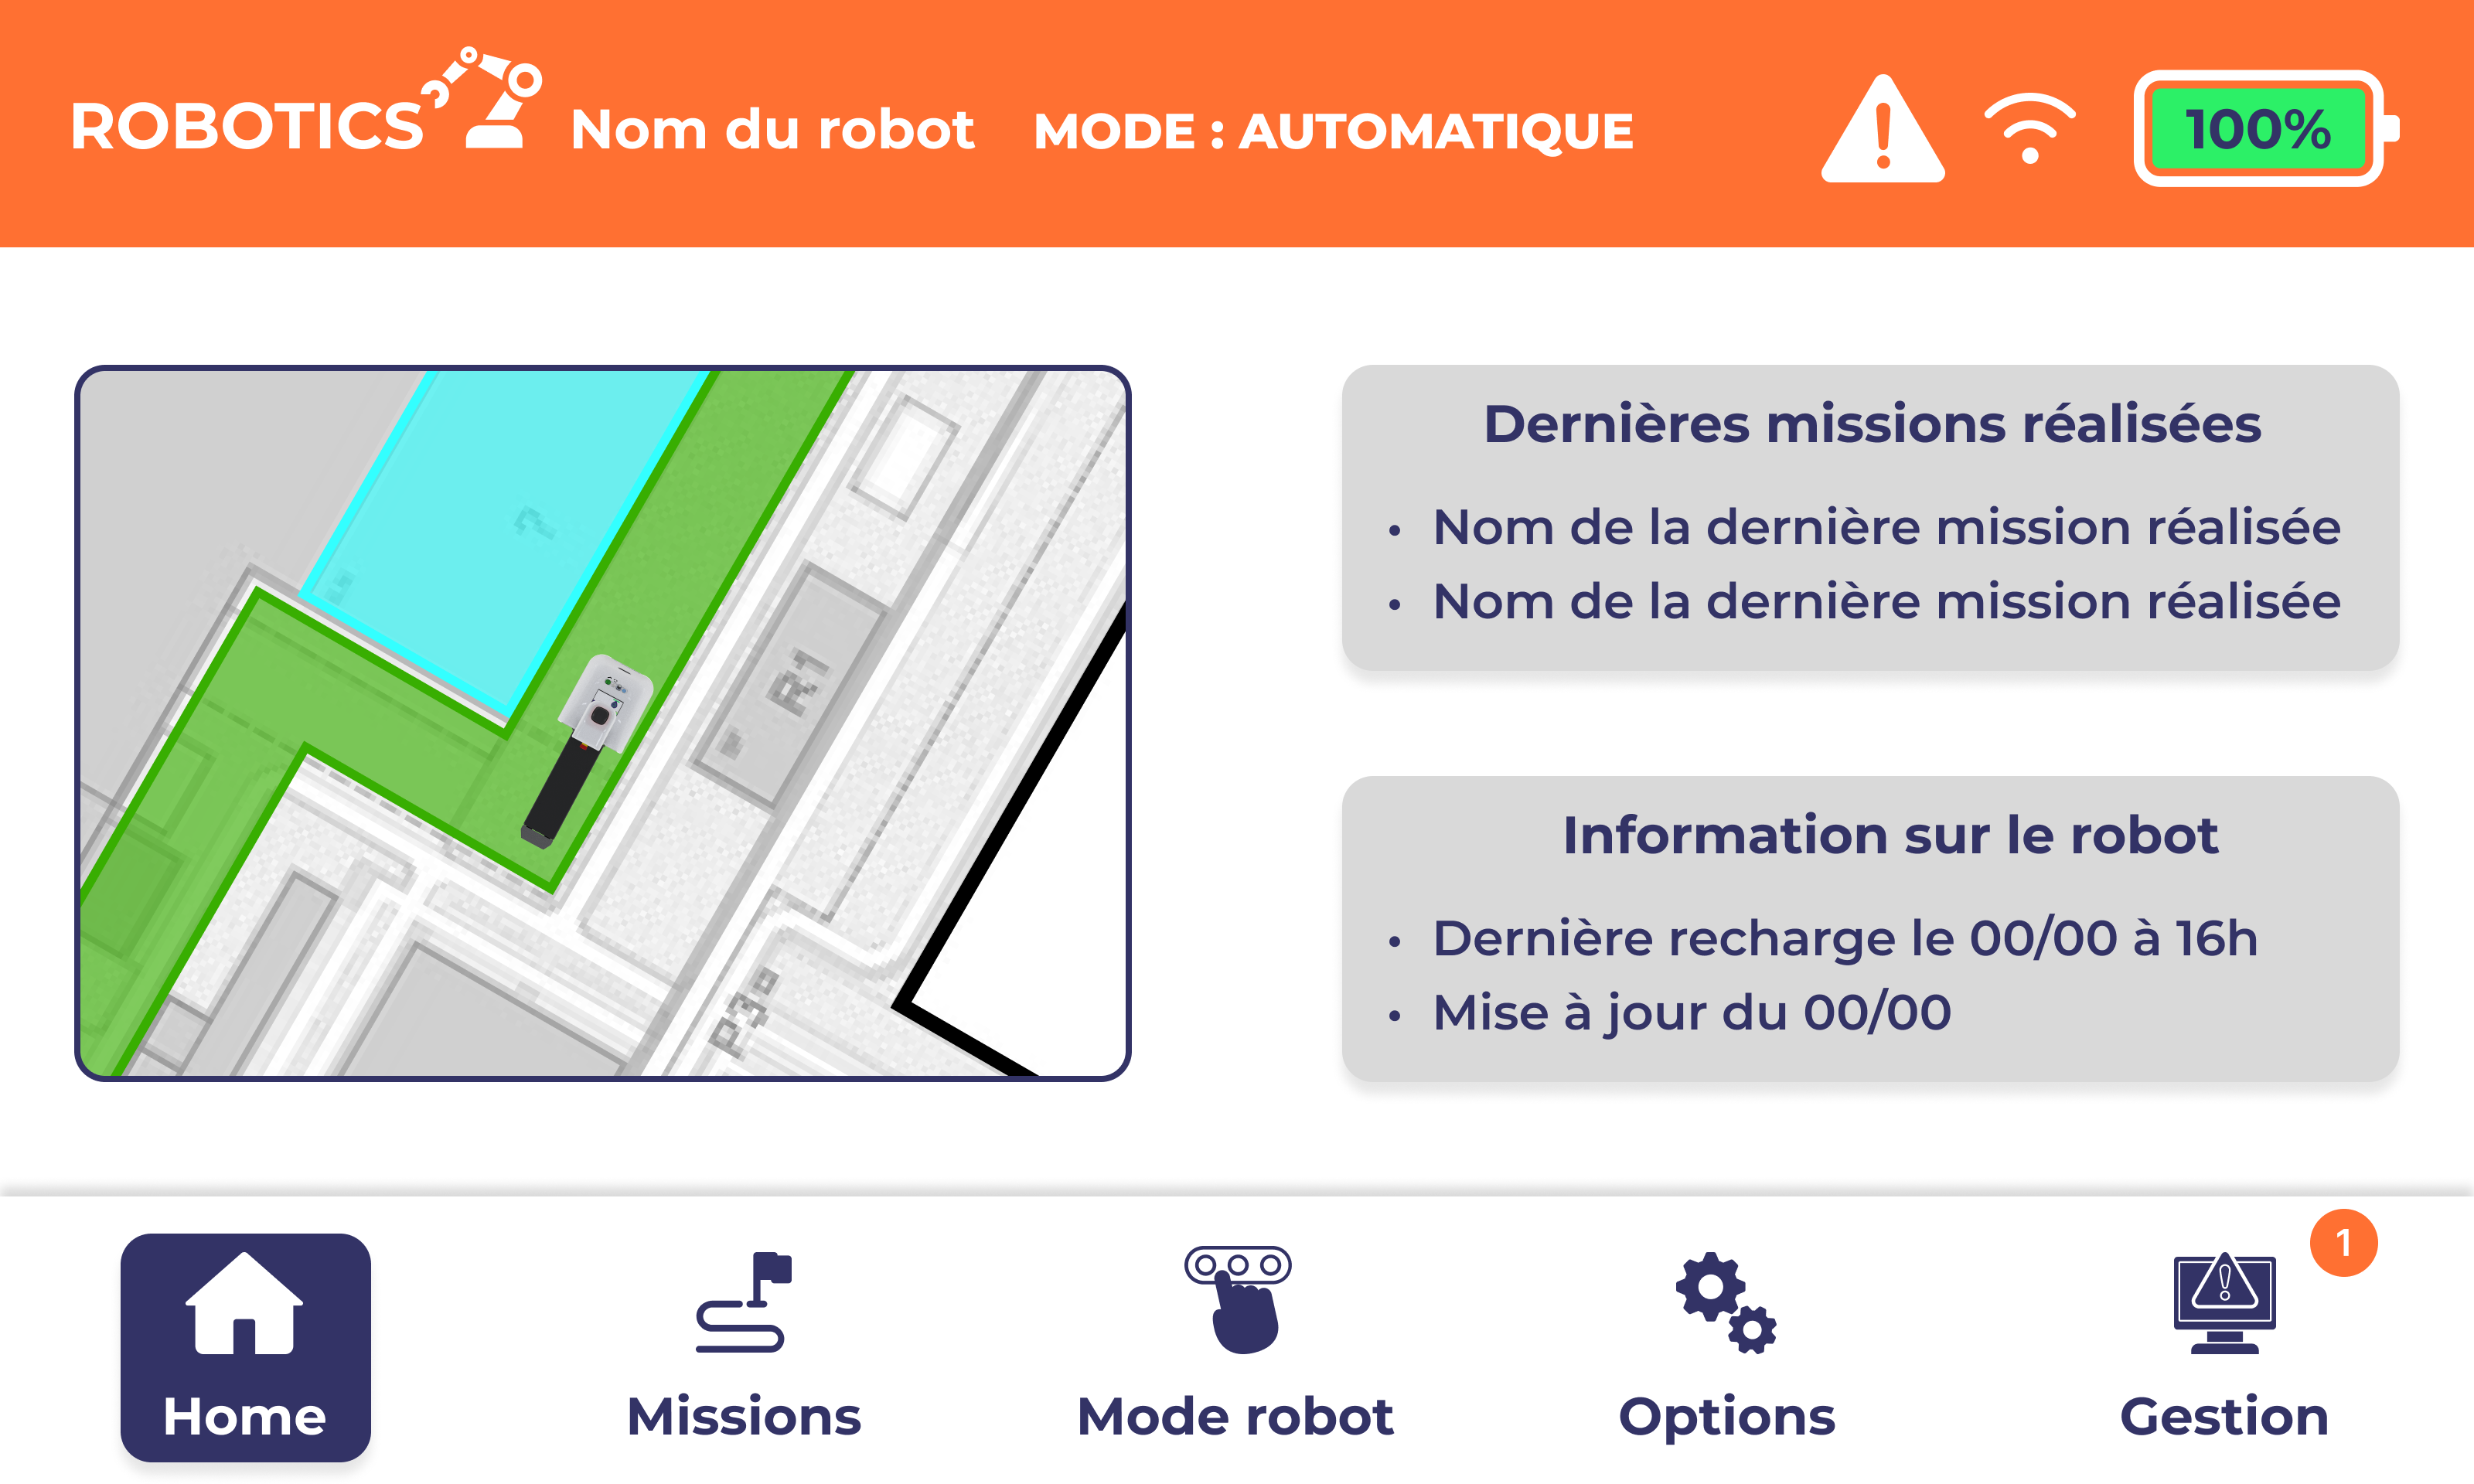 ROBOTICS
Nom du robot
MODE : AUTOMATIQUE
100%
Dernières missions réalisées
• Nom de la dernière mission réalisée
• Nom de la dernière mission réalisée
Information sur le robot
• Dernière recharge le 00/00 à 16h
• Mise à jour du 00/00
Home
Missions
Mode robot
Options
Gestion
1